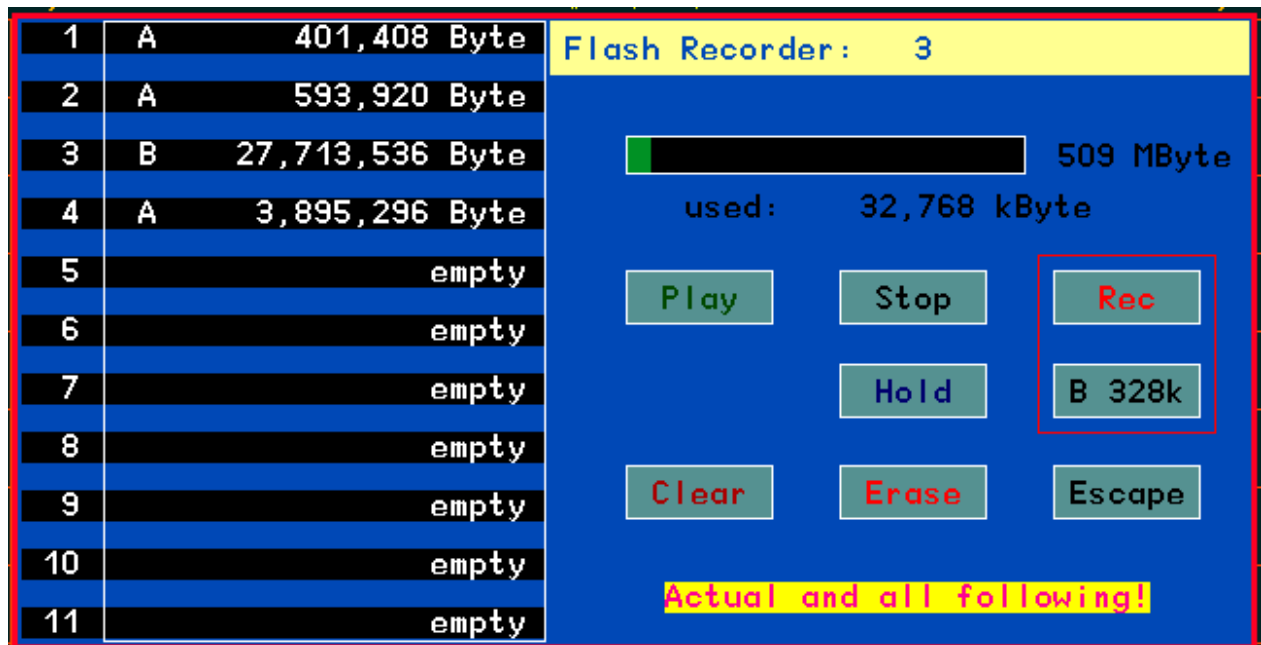 1 A 401,408 Byte
2 A 593,920 Byte
3 B 27,713,536 Byte
4 A 3,895,296 Byte
5 empty
6 empty
7 empty
8 empty
9 empty
10 empty
11 empty
Flash Recorder: 3
509 MByte
used: 32,768 kByte
Play Stop Rec
Hold B 328k
Clear Erase Escape
Actual and all following!